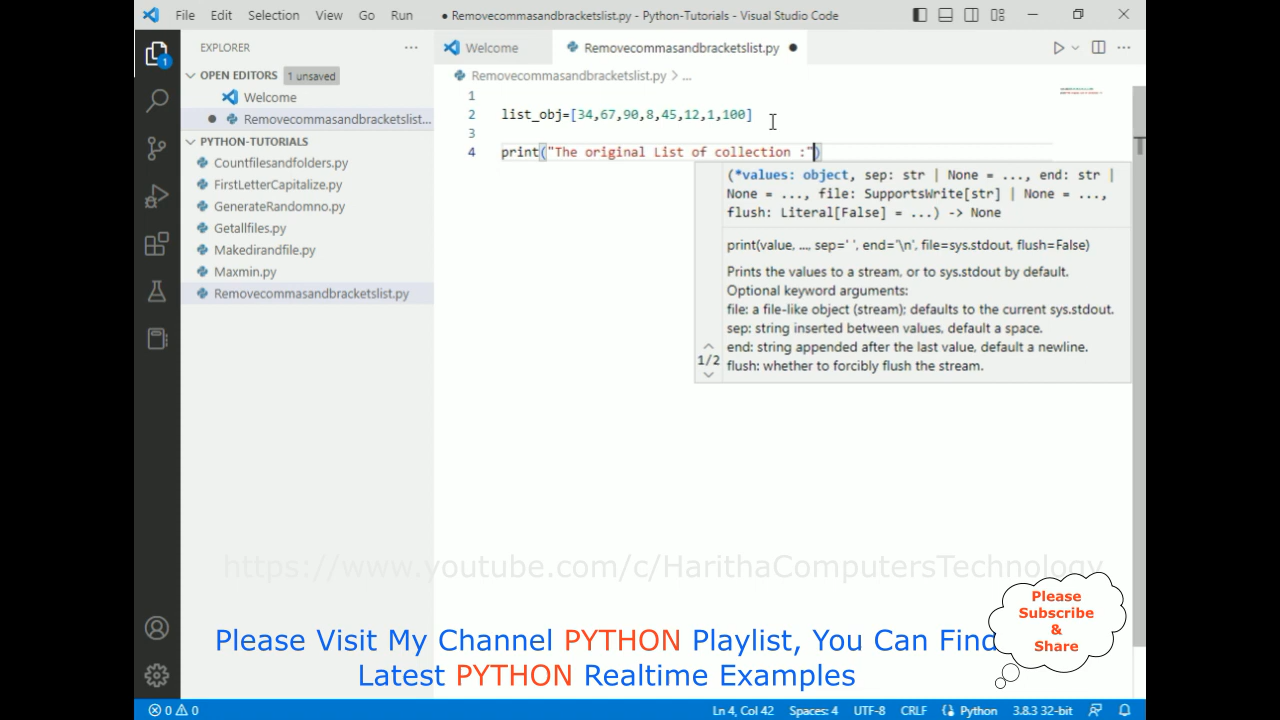 File Edit Selection View Go Run
● Removecommasandbracketslist.py - Python-Tutorials - Visual Studio Code
EXPLORER
Welcome
Removecommasandbracketslist.py
OPEN EDITORS 1 unsaved
Removecommasandbracketslist.py > ...
Welcome
Removecommasandbracketslist...
PYTHON-TUTORIALS
Countfilesandfolders.py
FirstLetterCapitalize.py
GenerateRandomno.py
Getallfiles.py
Makedirandfile.py
Maxmin.py
Removecommasandbracketslist.py
1
1
2 list_obj=[34,67,90,8,45,12,1,100]
3
4 print("The original List of collection :")
(*values: object, sep: str | None = ..., end: str |
None = ..., file: SupportsWrite[str] | None = ...,
flush: Literal[False] = ...) -> None
print(value, ..., sep=' ', end='\n', file=sys.stdout, flush=False)
Prints the values to a stream, or to sys.stdout by default.
Optional keyword arguments:
file: a file-like object (stream); defaults to the current sys.stdout.
sep: string inserted between values, default a space.
1/2
end: string appended after the last value, default a newline.
flush: whether to forcibly flush the stream.
https://www.youtube.com/c/HarithaComputersTechnology
Please
Subscribe
&
Share
Please Visit My Channel PYTHON Playlist, You Can Find
Latest PYTHON Realtime Examples
0 0
Ln 4, Col 42 Spaces: 4 UTF-8 CRLF Python 3.8.3 32-bit